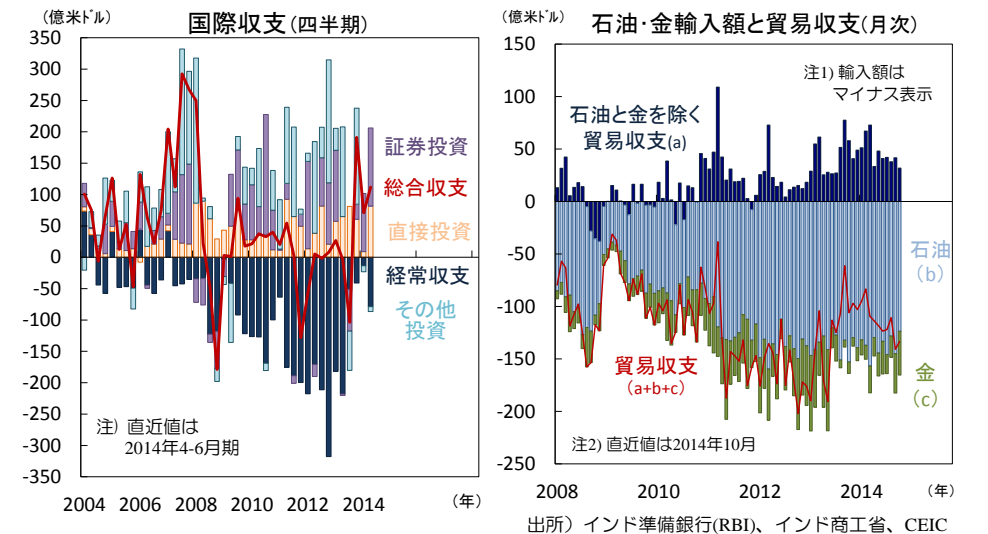 (億米ドル)
国際収支(四半期)
350
300
250
200
150
100
50
0
-50
-100
-150
-200
-250
-300
-350
証券投資
総合収支
直接投資
経常収支
その他
投資
注) 直近値は
2014年4-6月期
2004
2006
2008
2010
2012
2014
(年)
(億米ドル)
石油・金輸入額と貿易収支(月次)
150
100
50
0
-50
-100
-150
-200
-250
注1) 輸入額は
マイナス表示
石油と金を除く
貿易収支(a)
石油
(b)
貿易収支
(a+b+c)
金
(c)
注2) 直近値は2014年10月
2008
2010
2012
2014
(年)
出所）インド準備銀行(RBI)、インド商工省、CEIC